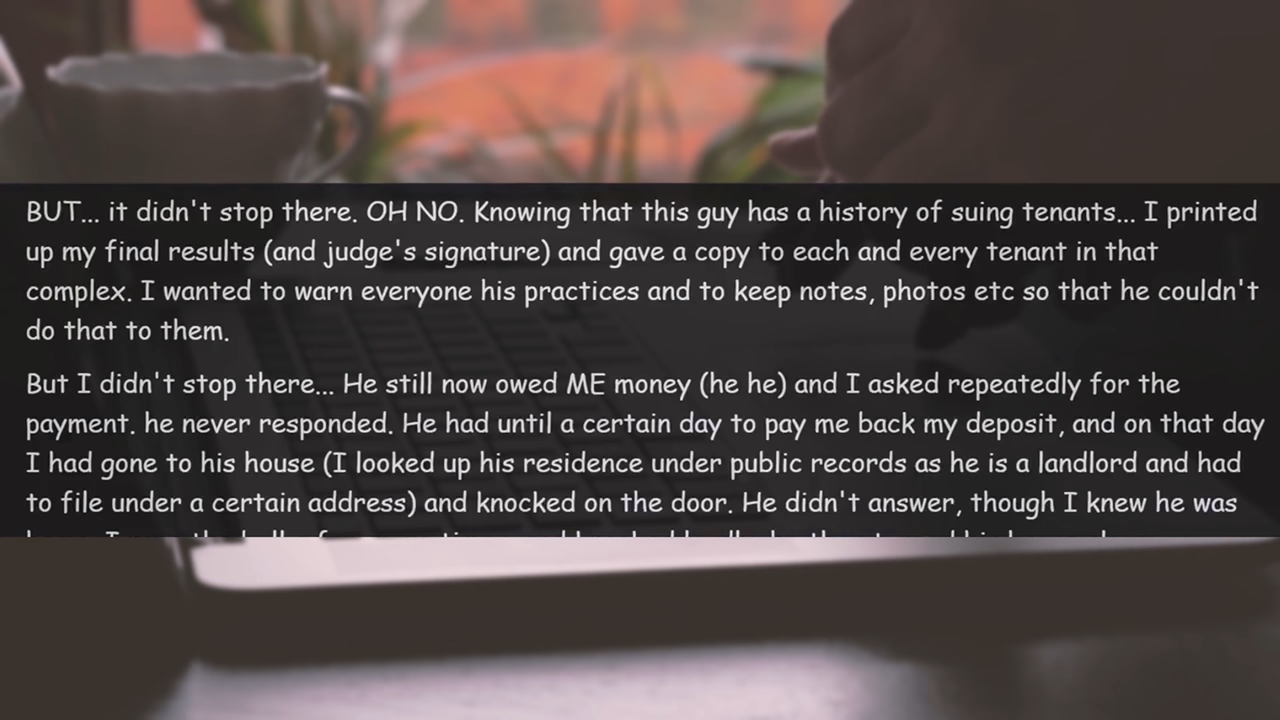 BUT... it didn't stop there. OH NO. Knowing that this guy has a history of suing tenants... I printed
up my final results (and judge's signature) and gave a copy to each and every tenant in that
complex. I wanted to warn everyone his practices and to keep notes, photos etc so that he couldn't
do that to them.
But I didn't stop there... He still now owed ME money (he he) and I asked repeatedly for the
payment. he never responded. He had until a certain day to pay me back my deposit, and on that day
I had gone to his house (I looked up his residence under public records as he is a landlord and had
to file under a certain address) and knocked on the door. He didn't answer, though I knew he was